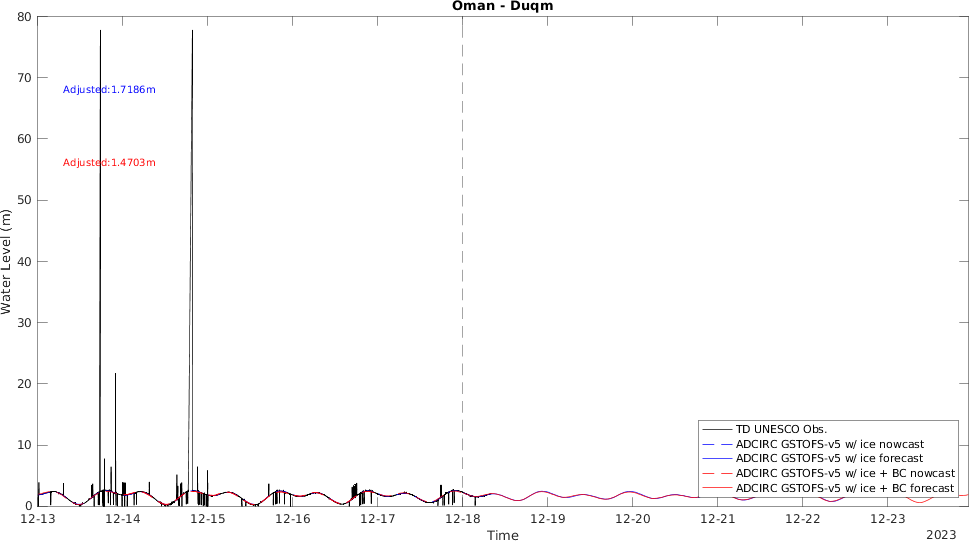 Oman - Duqm
80
70
60
50
40
30
20
10
0
Water Level (m)
Adjusted:1.7186m
Adjusted:1.4703m
TD UNESCO Obs.
ADCIRC GSTOFS-v5 w/ ice nowcast
ADCIRC GSTOFS-v5 w/ ice forecast
ADCIRC GSTOFS-v5 w/ ice + BC nowcast
ADCIRC GSTOFS-v5 w/ ice + BC forecast
12-13 12-14 12-15 12-16 12-17 12-18 12-19 12-20 12-21 12-22 12-23
Time
2023